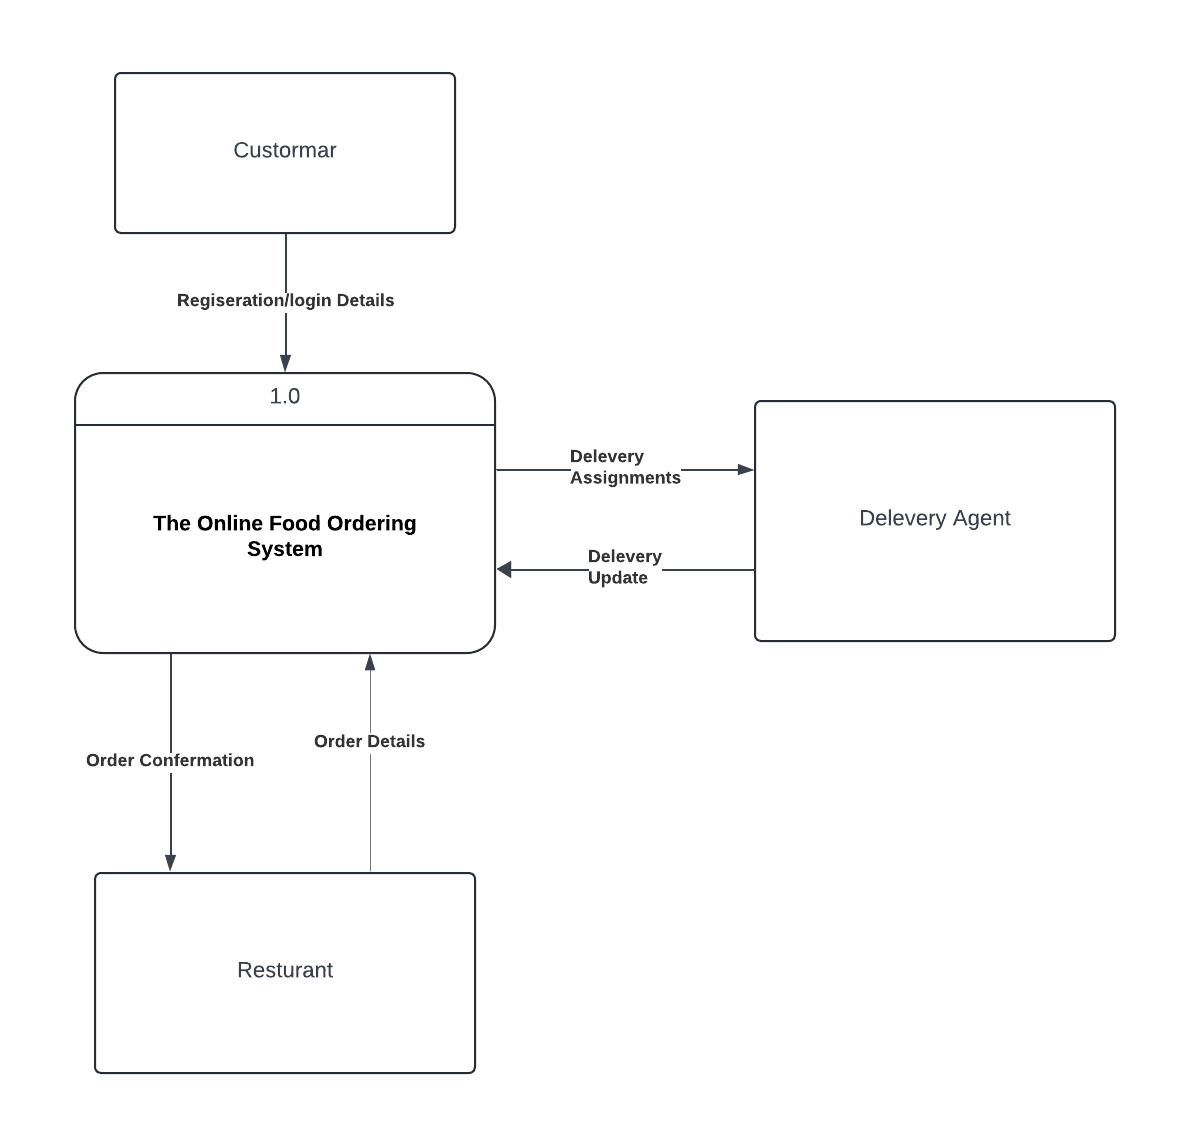 Custormar
Regiseration/login Details
1.0
The Online Food Ordering
System
Delevery
Assignments
Delevery
Update
Delevery Agent
Order Confermation
Order Details
Resturant